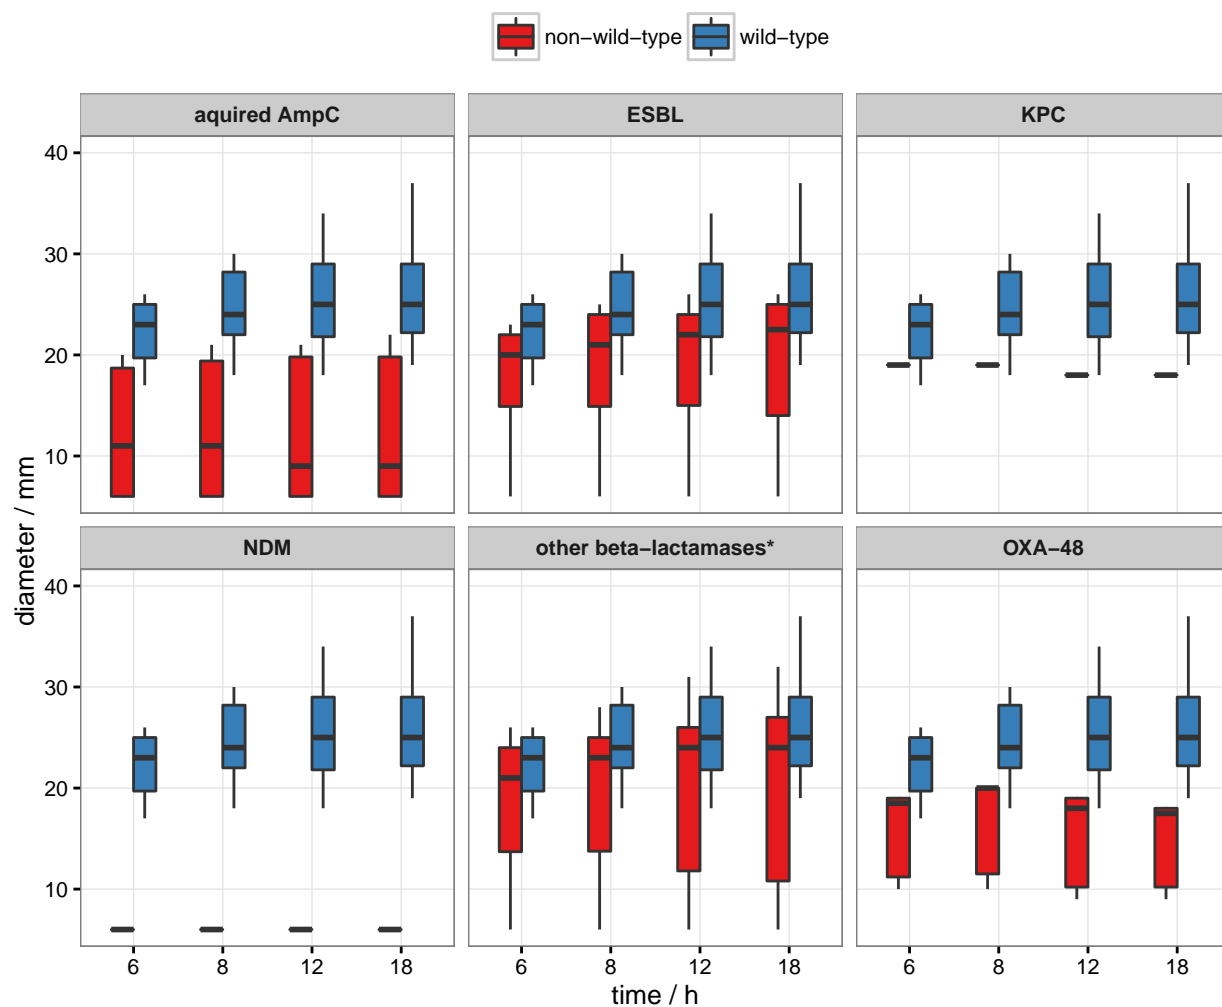 non−wild−type wild−type
aquired AmpC ESBL KPC
40
30
20
10
diameter / mm
NDM other beta−lactamases* OXA−48
40
30
20
10
6 8 12 18 6 8 12 18 6 8 12 18
time / h